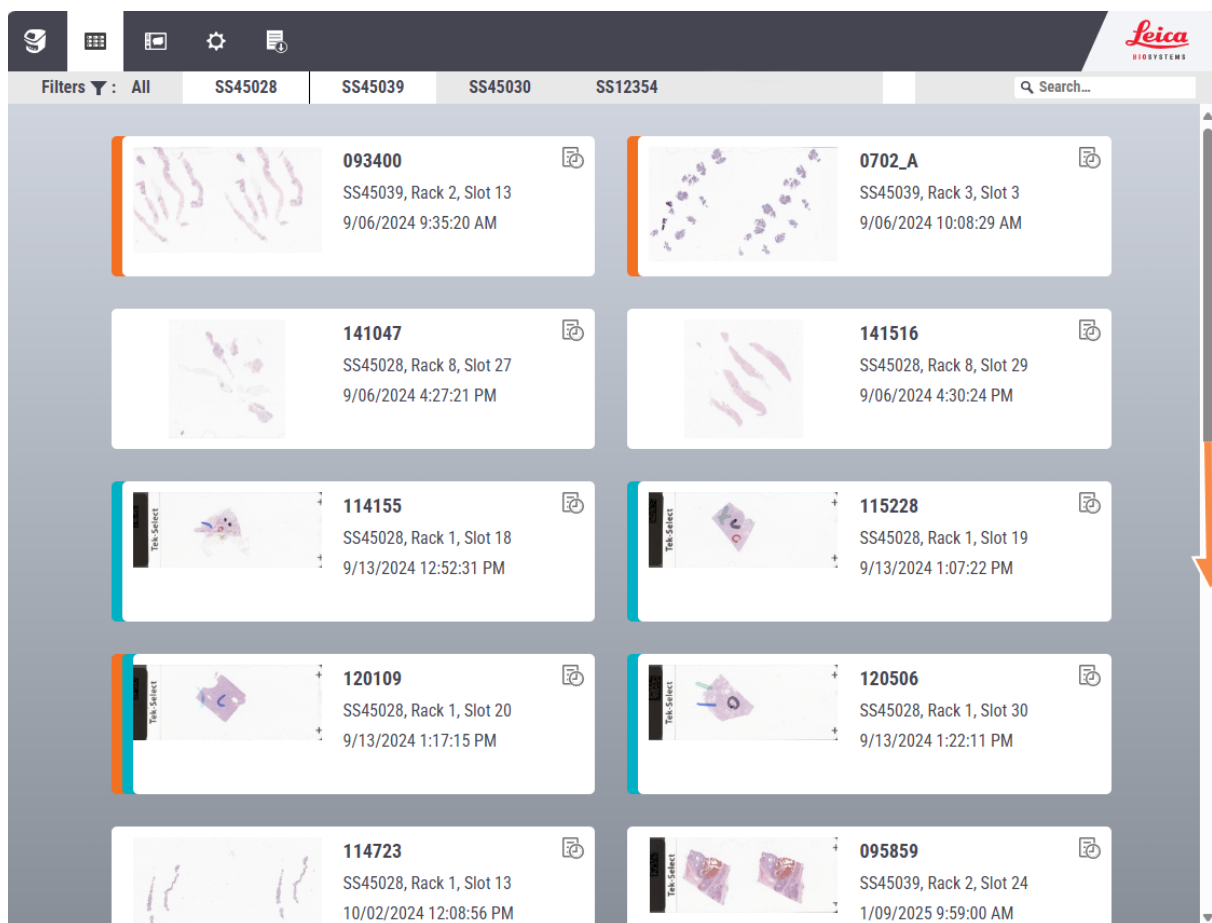 Leica
BIOSYSTEMS
Filters : All SS45028 SS45039 SS45030 SS12354 Search...
093400
SS45039, Rack 2, Slot 13
9/06/2024 9:35:20 AM
0702_A
SS45039, Rack 3, Slot 3
9/06/2024 10:08:29 AM
141047
SS45028, Rack 8, Slot 27
9/06/2024 4:27:21 PM
141516
SS45028, Rack 8, Slot 29
9/06/2024 4:30:24 PM
Tek-Select
114155
SS45028, Rack 1, Slot 18
9/13/2024 12:52:31 PM
Tek-Select
115228
SS45028, Rack 1, Slot 19
9/13/2024 1:07:22 PM
Tek-Select
120109
SS45028, Rack 1, Slot 20
9/13/2024 1:17:15 PM
Tek-Select
120506
SS45028, Rack 1, Slot 30
9/13/2024 1:22:11 PM
114723
SS45028, Rack 1, Slot 13
10/02/2024 12:08:56 PM
Tek-Select
095859
SS45039, Rack 2, Slot 24
1/09/2025 9:59:00 AM